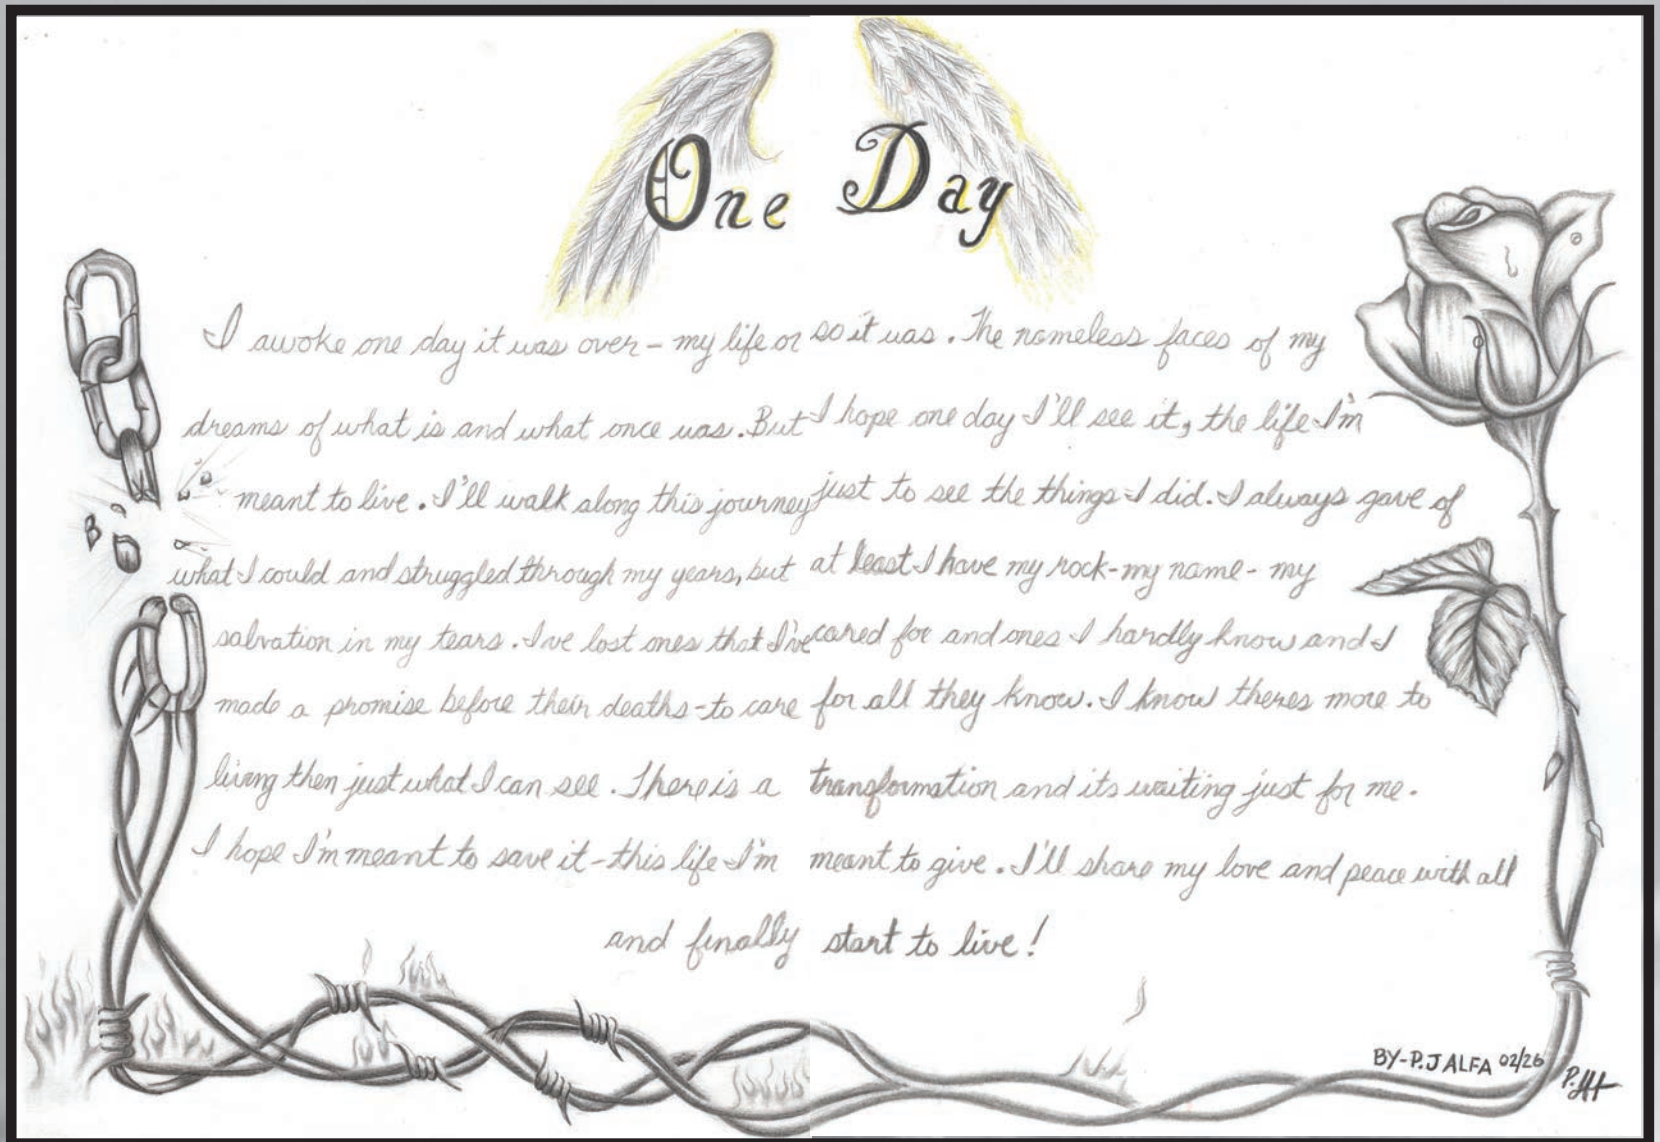 One Day
I awoke one day it was over - my life or so it was. The nameless faces of my
dreams of what is and what once was. But I hope one day I'll see it, the life I'm
meant to live. I'll walk along this journey just to see the things I did. I always gave of
what I could and struggled through my years, but at least I have my rock-my name- my
salvation in my tears. I've lost ones that I've cared for and ones I hardly know and I
made a promise before their deaths-to care for all they know. I know theres more to
living then just what I can see. There is a transformation and its waiting just for me.
I hope I'm meant to save it-this life I'm meant to give. I'll share my love and peace with all
and finally start to live!
BY-P.J ALFA 02/26